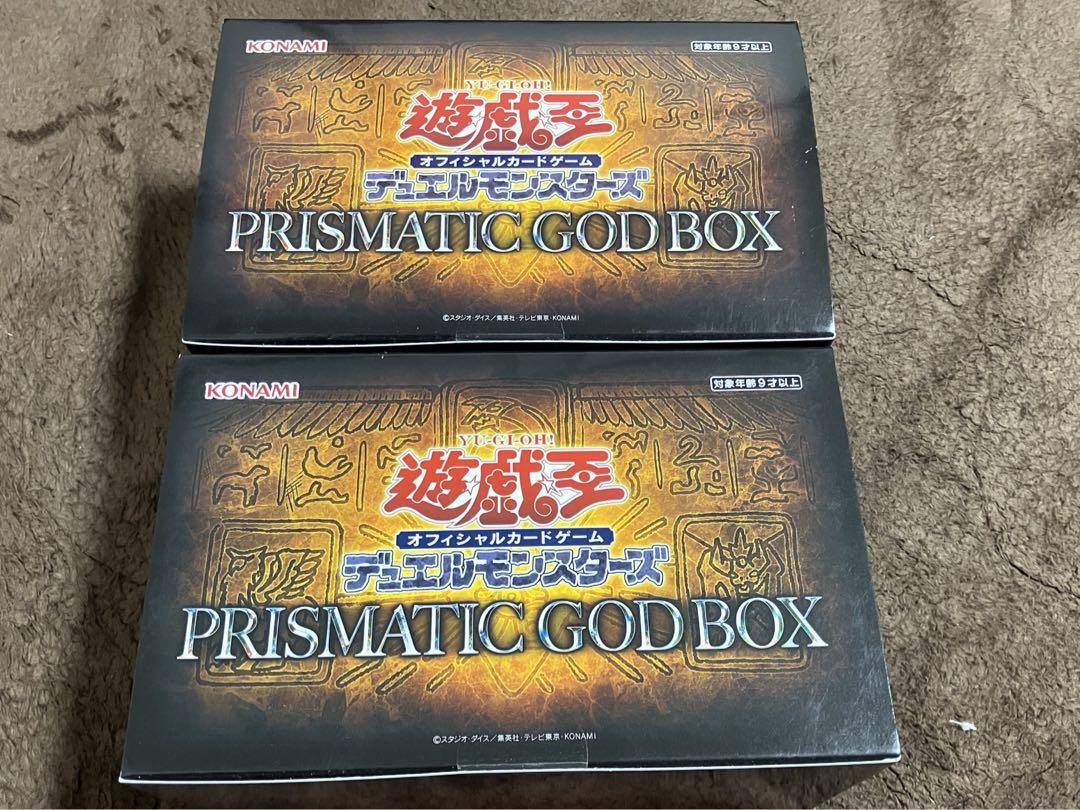 KONAMI
対象年齢9才以上
YU-GI-OH!
遊戯王
オフィシャルカードゲーム
デュエルモンスターズ
PRISMATIC GOD BOX
©スタジオ・ダイス/集英社・テレビ東京・KONAMI
KONAMI
対象年齢9才以上
YU-GI-OH!
遊戯王
オフィシャルカードゲーム
デュエルモンスターズ
PRISMATIC GOD BOX
©スタジオ・ダイス/集英社・テレビ東京・KONAMI